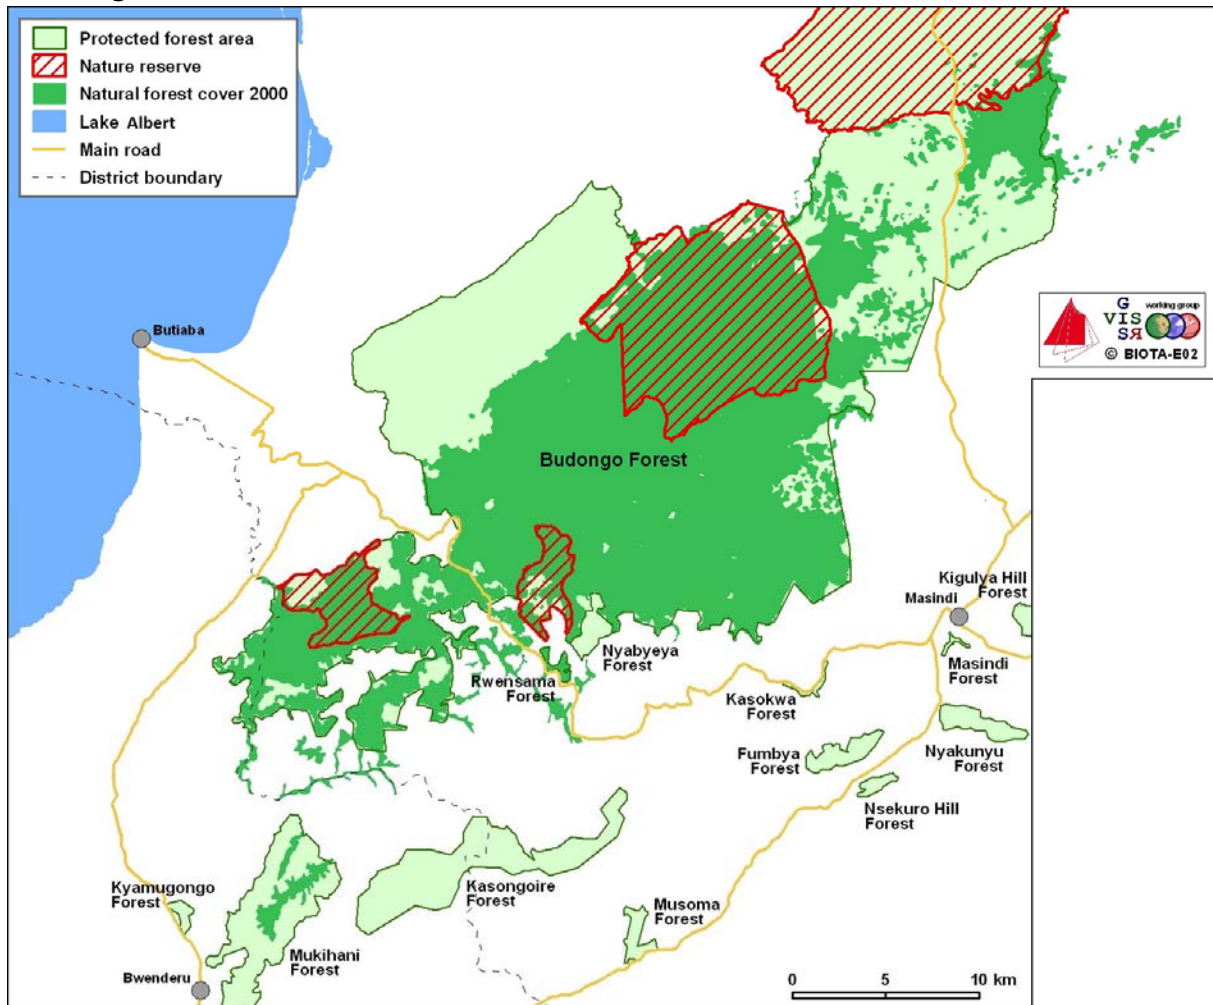 Protected forest area
Nature reserve
Natural forest cover 2000
Lake Albert
Main road
District boundary
Butiaba
G
VISS
SR
working group
© BIOTA-E02
Budongo Forest
Kigulya Hill
Forest
Masindi
Nyabyeya
Forest
Masindi
Forest
Rwensama
Forest
Kasokwa
Forest
Fumbya
Forest
Nyakunyu
Forest
Nsekuro Hill
Forest
Kyamugongo
Forest
Kasongoire
Forest
Musoma
Forest
Mukihani
Forest
Bwenderu
0 5 10 km